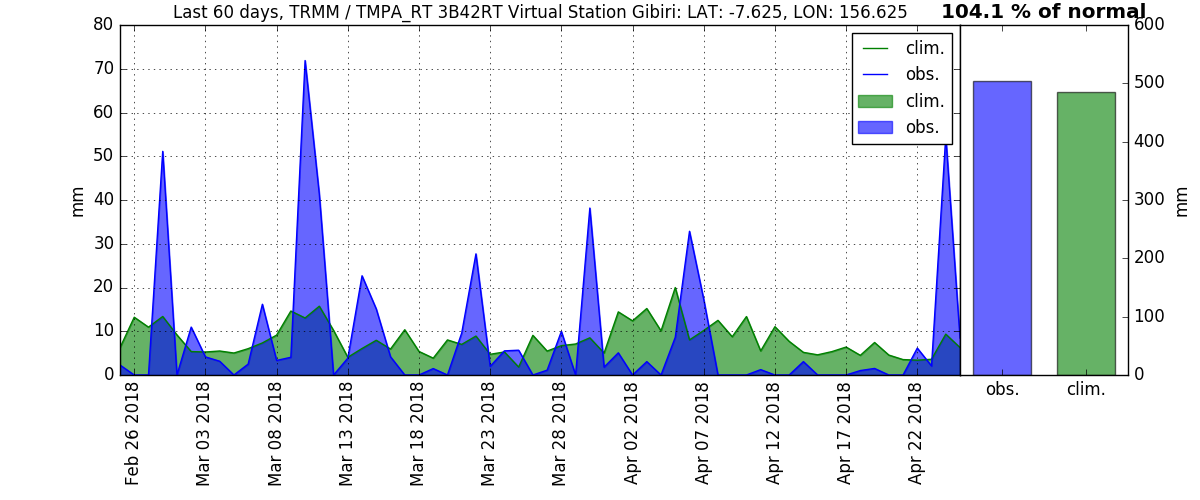 Last 60 days, TRMM / TMPA_RT 3B42RT Virtual Station Gibiri: LAT: -7.625, LON: 156.625
104.1 % of normal
80
70
60
50
40
30
20
10
0
mm
clim.
obs.
clim.
obs.
600
500
400
300
200
100
0
mm
obs.
clim.
Feb 26 2018
Mar 03 2018
Mar 08 2018
Mar 13 2018
Mar 18 2018
Mar 23 2018
Mar 28 2018
Apr 02 2018
Apr 07 2018
Apr 12 2018
Apr 17 2018
Apr 22 2018